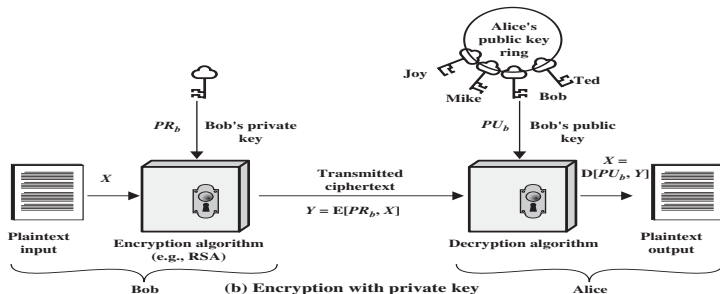 Alice's
public key
ring
Joy
Ted
Mike
Bob
PR_b
Bob's private
key
PU_b
Bob's public
key
X
Transmitted
ciphertext
X =
D[PU_b, Y]
Y = E[PR_b, X]
Plaintext
input
Encryption algorithm
(e.g., RSA)
Decryption algorithm
Plaintext
output
Bob
(b) Encryption with private key
Alice